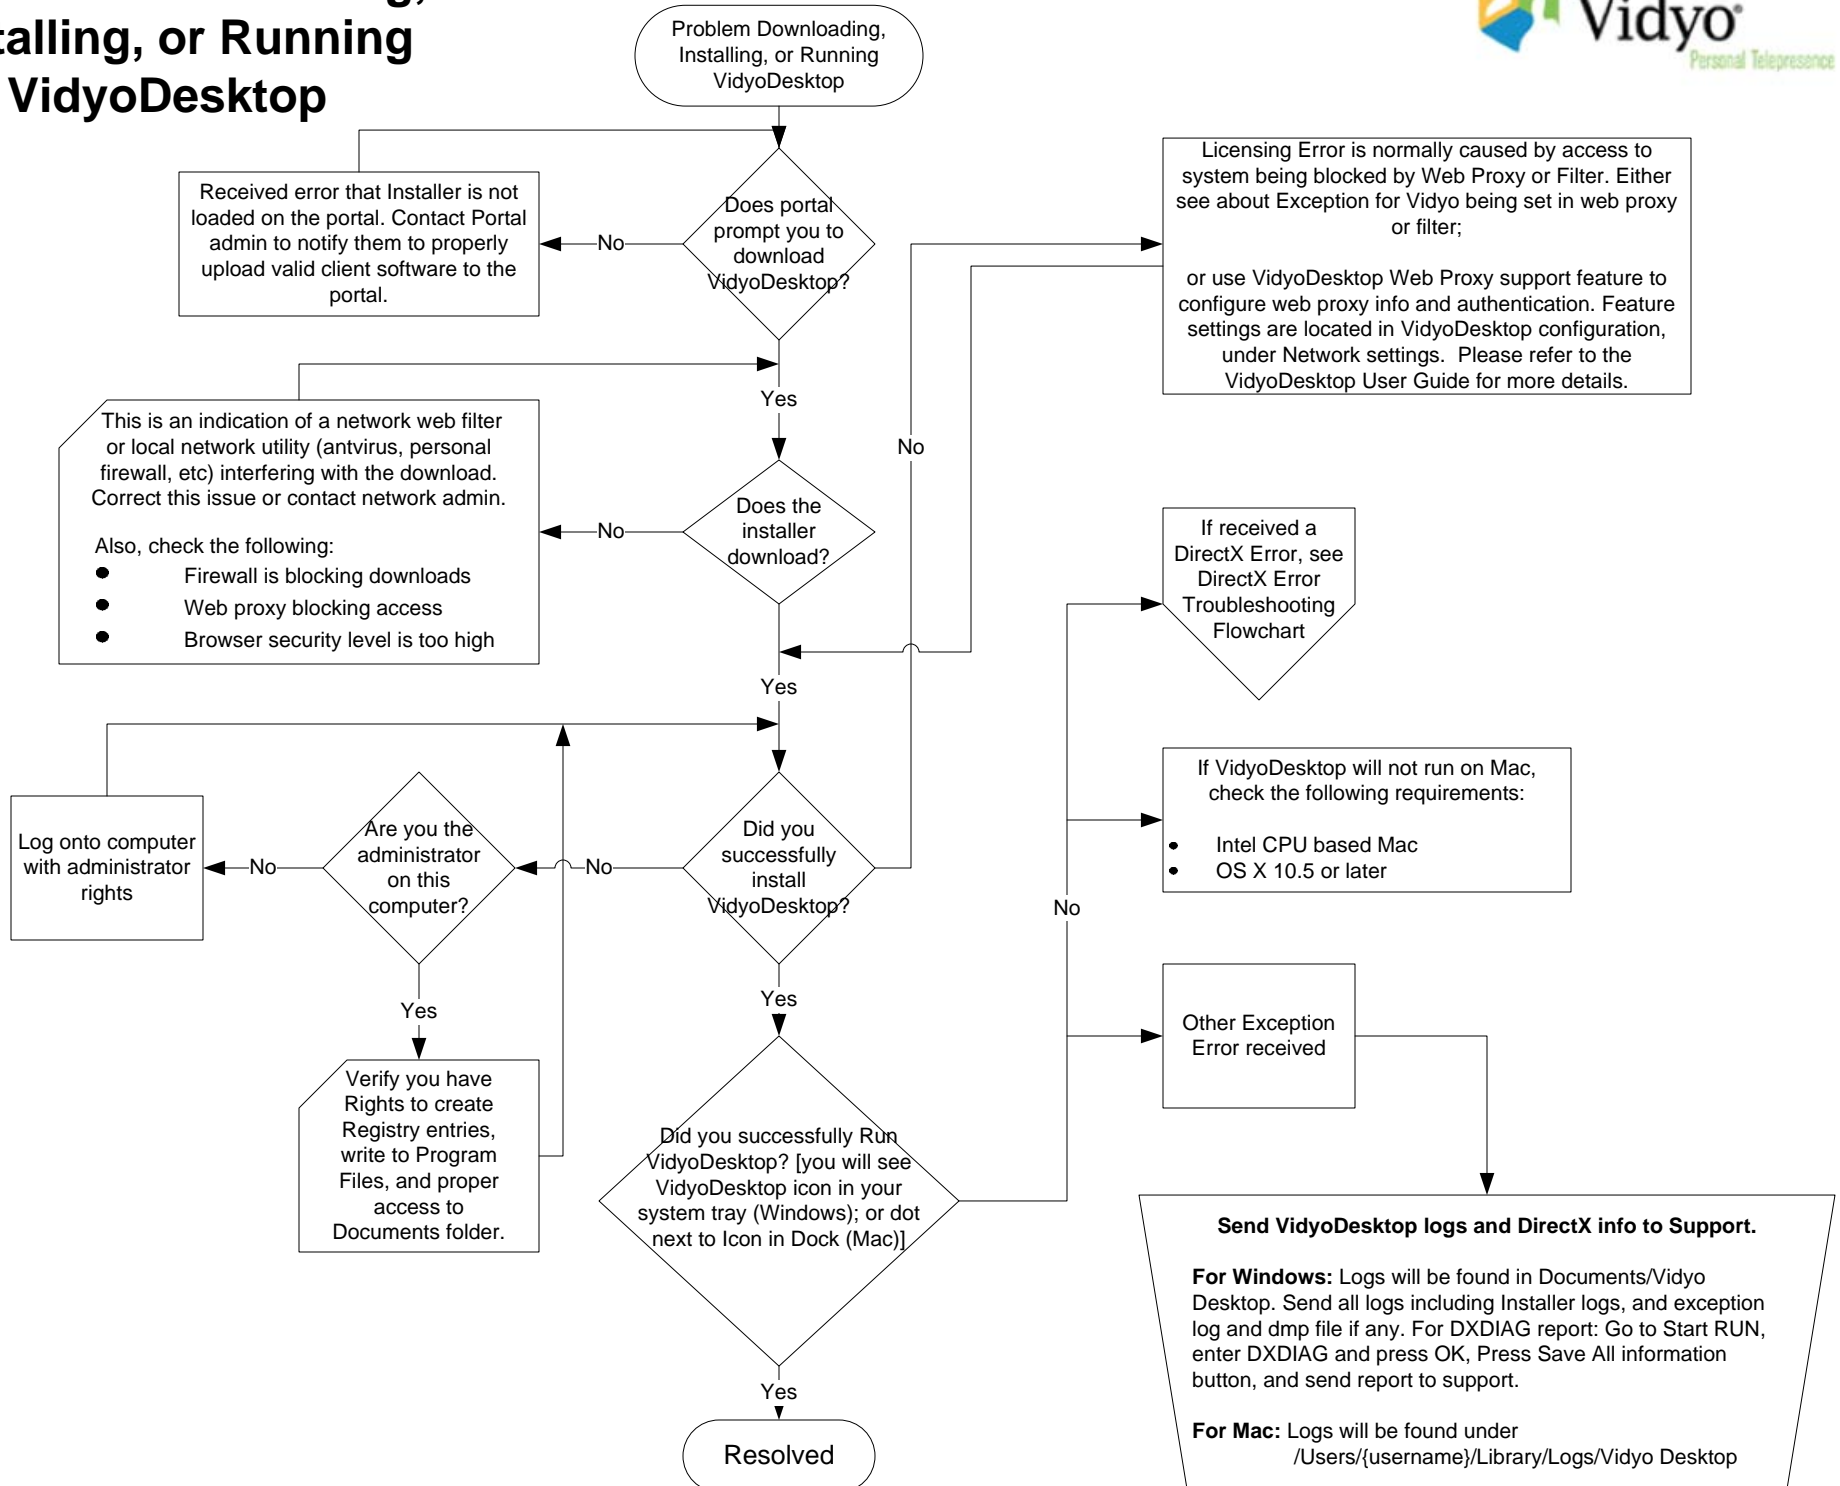 talling, or Running
VidyoDesktop
Vidyo
Personal Telepresence
Problem Downloading,
Installing, or Running
VidyoDesktop
Does portal
prompt you to
download
VidyoDesktop?
No
Received error that Installer is not
loaded on the portal. Contact Portal
admin to notify them to properly
upload valid client software to the
portal.
Licensing Error is normally caused by access to
system being blocked by Web Proxy or Filter. Either
see about Exception for Vidyo being set in web proxy
or filter;
or use VidyoDesktop Web Proxy support feature to
configure web proxy info and authentication. Feature
settings are located in VidyoDesktop configuration,
under Network settings. Please refer to the
VidyoDesktop User Guide for more details.
Yes
This is an indication of a network web filter
or local network utility (antvirus, personal
firewall, etc) interfering with the download.
Correct this issue or contact network admin.
Also, check the following:
● Firewall is blocking downloads
● Web proxy blocking access
● Browser security level is too high
No
Does the
installer
download?
No
If received a
DirectX Error, see
DirectX Error
Troubleshooting
Flowchart
Yes
Log onto computer
with administrator
rights
No
Are you the
administrator
on this
computer?
No
Did you
successfully
install
VidyoDesktop?
If VidyoDesktop will not run on Mac,
check the following requirements:
● Intel CPU based Mac
● OS X 10.5 or later
No
Yes
Yes
Other Exception
Error received
Verify you have
Rights to create
Registry entries,
write to Program
Files, and proper
access to
Documents folder.
Did you successfully Run
VidyoDesktop? [you will see
VidyoDesktop icon in your
system tray (Windows); or dot
next to Icon in Dock (Mac)]
Send VidyoDesktop logs and DirectX info to Support.
For Windows: Logs will be found in Documents/Vidyo
Desktop. Send all logs including Installer logs, and exception
log and dmp file if any. For DXDIAG report: Go to Start RUN,
enter DXDIAG and press OK, Press Save All information
button, and send report to support.
For Mac: Logs will be found under
/Users/{username}/Library/Logs/Vidyo Desktop
Yes
Resolved